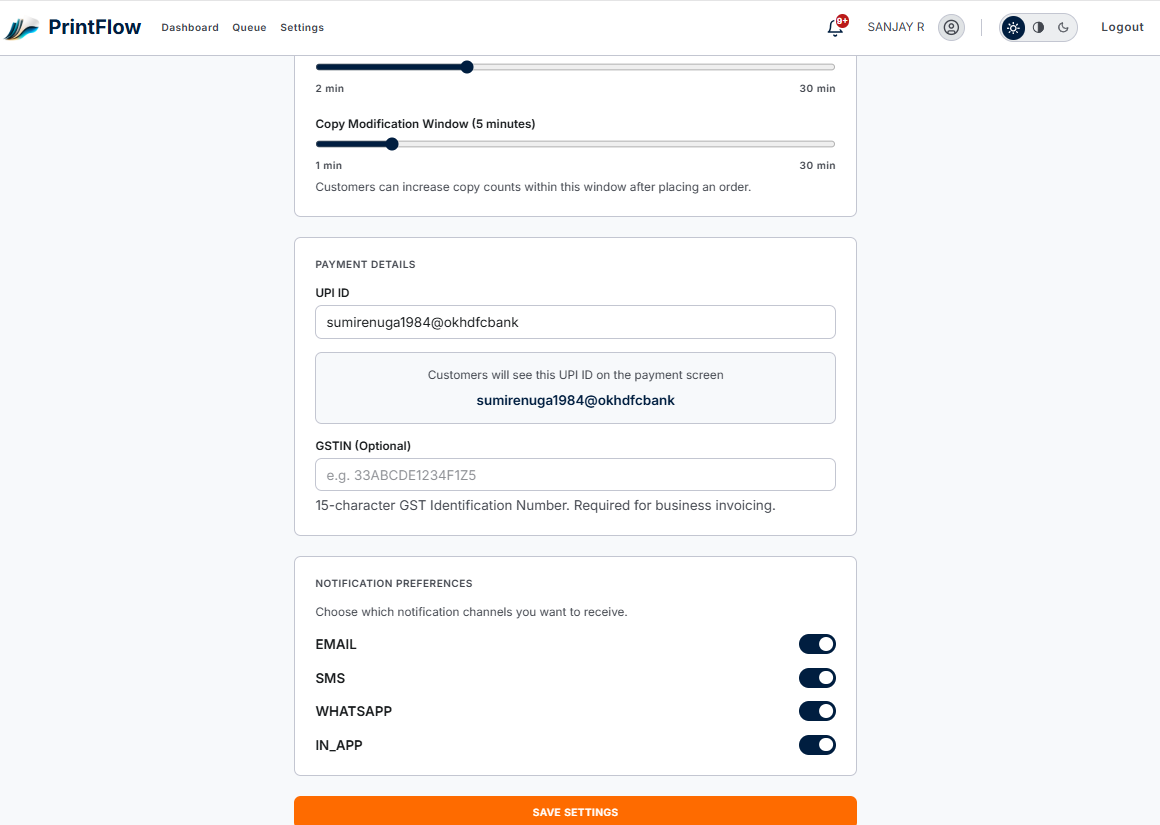 PrintFlow Dashboard Queue Settings 9+ SANJAY R Logout
2 min 30 min
Copy Modification Window (5 minutes)
1 min 30 min
Customers can increase copy counts within this window after placing an order.
PAYMENT DETAILS
UPI ID
sumirenuga1984@okhdfcbank
Customers will see this UPI ID on the payment screen
sumirenuga1984@okhdfcbank
GSTIN (Optional)
e.g. 33ABCDE1234F1Z5
15-character GST Identification Number. Required for business invoicing.
NOTIFICATION PREFERENCES
Choose which notification channels you want to receive.
EMAIL
SMS
WHATSAPP
IN_APP
SAVE SETTINGS